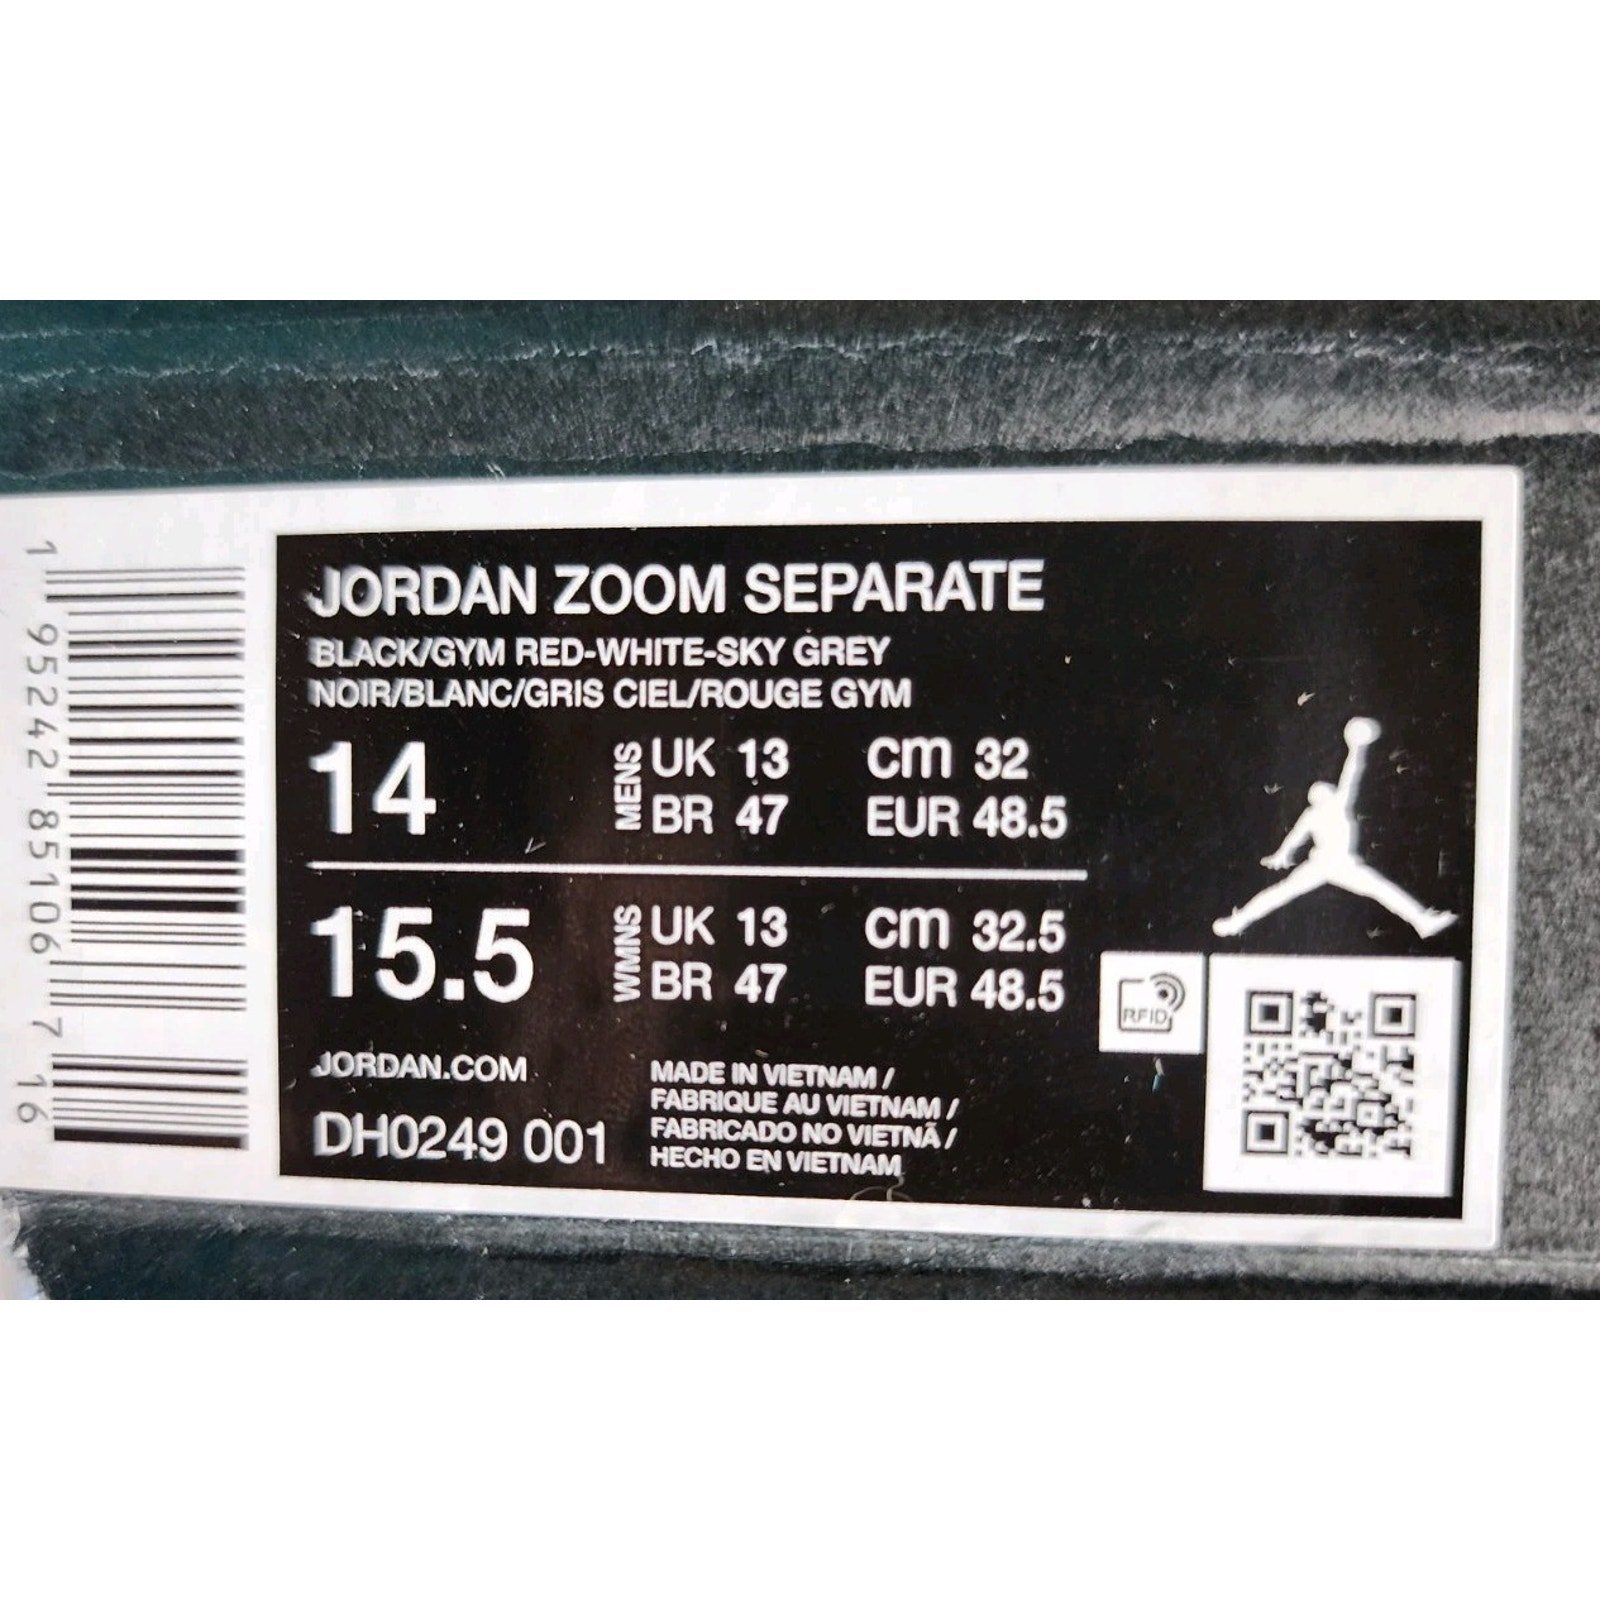 JORDAN ZOOM SEPARATE
BLACK/GYM RED-WHITE-SKY GREY
NOIR/BLANC/GRIS CIEL/ROUGE GYM
14 MENS UK 13 CM 32
BR 47 EUR 48.5
15.5 WMNS UK 13 CM 32.5
BR 47 EUR 48.5
JORDAN.COM
DH0249 001
MADE IN VIETNAM /
FABRIQUE AU VIETNAM /
FABRICADO NO VIETNÃ /
HECHO EN VIETNAM
RFID
1 95242 85106 7 16